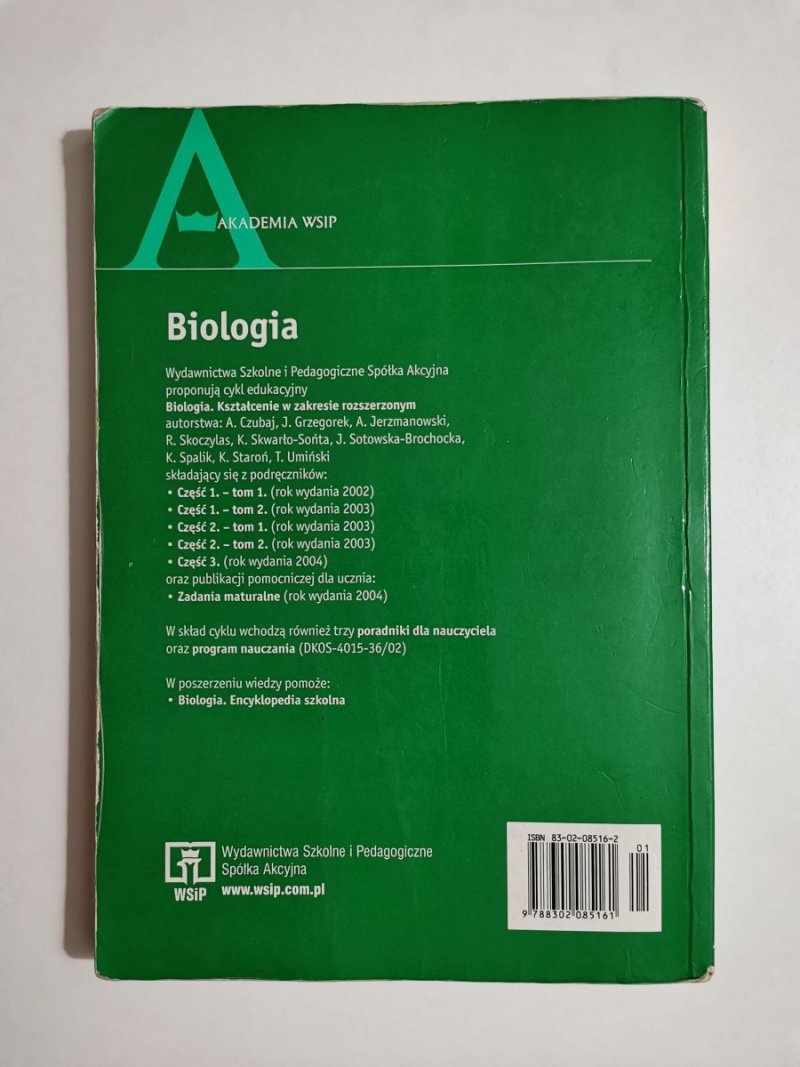 AKADEMIA WSIP
Biologia
Wydawnictwa Szkolne i Pedagogiczne Spółka Akcyjna
proponują cykl edukacyjny
Biologia. Kształcenie w zakresie rozszerzonym
autorstwa: A. Czubaj, J. Grzegorek, A. Jerzmanowski,
R. Skoczylas, K. Skwarło-Sońta, J. Sotowska-Brochocka,
K. Spalik, K. Staroń, T. Umiński
składający się z podręczników:
• Część 1. – tom 1. (rok wydania 2002)
• Część 1. – tom 2. (rok wydania 2003)
• Część 2. – tom 1. (rok wydania 2003)
• Część 2. – tom 2. (rok wydania 2003)
• Część 3. (rok wydania 2004)
oraz publikacji pomocniczej dla ucznia:
• Zadania maturalne (rok wydania 2004)
W skład cyklu wchodzą również trzy poradniki dla nauczyciela
oraz program nauczania (DKOS-4015-36/02)
W poszerzeniu wiedzy pomoże:
• Biologia. Encyklopedia szkolna
WSiP
Wydawnictwa Szkolne i Pedagogiczne
Spółka Akcyjna
www.wsip.com.pl
ISBN 83-02-08516-2
01
9 788302 085161